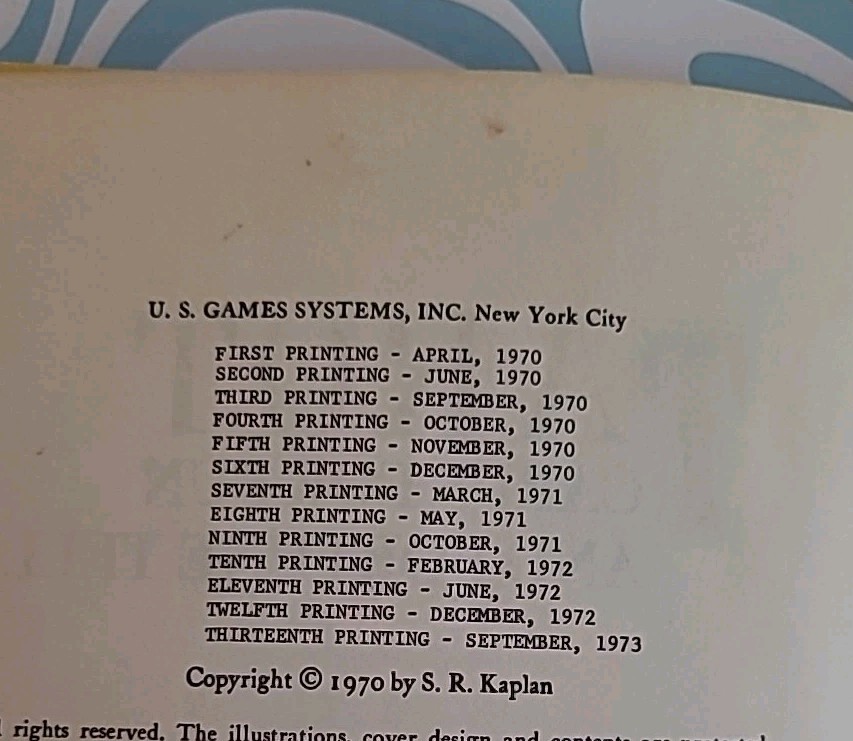 U. S. GAMES SYSTEMS, INC. New York City
FIRST PRINTING - APRIL, 1970
SECOND PRINTING - JUNE, 1970
THIRD PRINTING - SEPTEMBER, 1970
FOURTH PRINTING - OCTOBER, 1970
FIFTH PRINTING - NOVEMBER, 1970
SIXTH PRINTING - DECEMBER, 1970
SEVENTH PRINTING - MARCH, 1971
EIGHTH PRINTING - MAY, 1971
NINTH PRINTING - OCTOBER, 1971
TENTH PRINTING - FEBRUARY, 1972
ELEVENTH PRINTING - JUNE, 1972
TWELFTH PRINTING - DECEMBER, 1972
THIRTEENTH PRINTING - SEPTEMBER, 1973
Copyright © 1970 by S. R. Kaplan
rights reserved. The illustrations, cover design and contents are